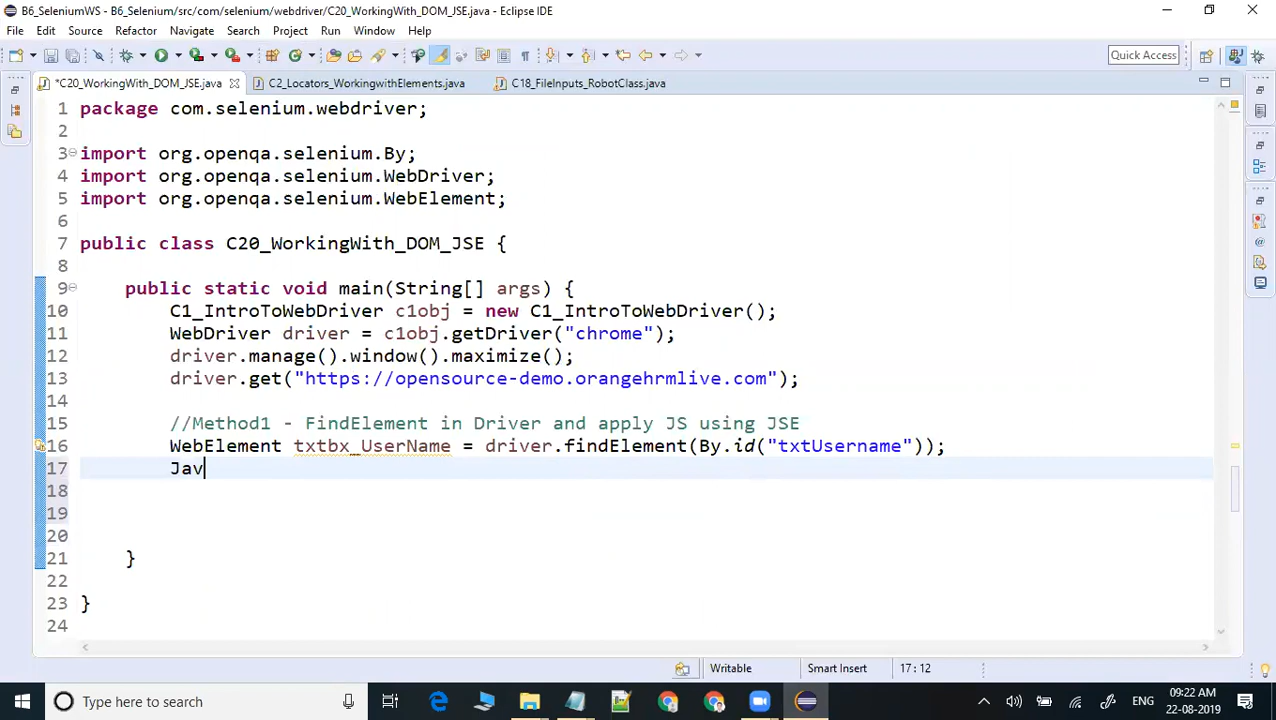 B6_SeleniumWS - B6_Selenium/src/com/selenium/webdriver/C20_WorkingWith_DOM_JSE.java - Eclipse IDE
File Edit Source Refactor Navigate Search Project Run Window Help
Quick Access
*C20_WorkingWith_DOM_JSE.java C2_Locators_WorkingwithElements.java C18_FileInputs_RobotClass.java
1 package com.selenium.webdriver;
2
3 import org.openqa.selenium.By;
4 import org.openqa.selenium.WebDriver;
5 import org.openqa.selenium.WebElement;
6
7 public class C20_WorkingWith_DOM_JSE {
8
9 public static void main(String[] args) {
10 C1_IntroToWebDriver c1obj = new C1_IntroToWebDriver();
11 WebDriver driver = c1obj.getDriver("chrome");
12 driver.manage().window().maximize();
13 driver.get("https://opensource-demo.orangehrmlive.com");
14
15 //Method1 - FindElement in Driver and apply JS using JSE
16 WebElement txtbx_UserName = driver.findElement(By.id("txtUsername"));
17 Jav
18
19
20
21 }
22
23 }
24
Writable Smart Insert 17 : 12
Type here to search
ENG
09:22 AM
22-08-2019